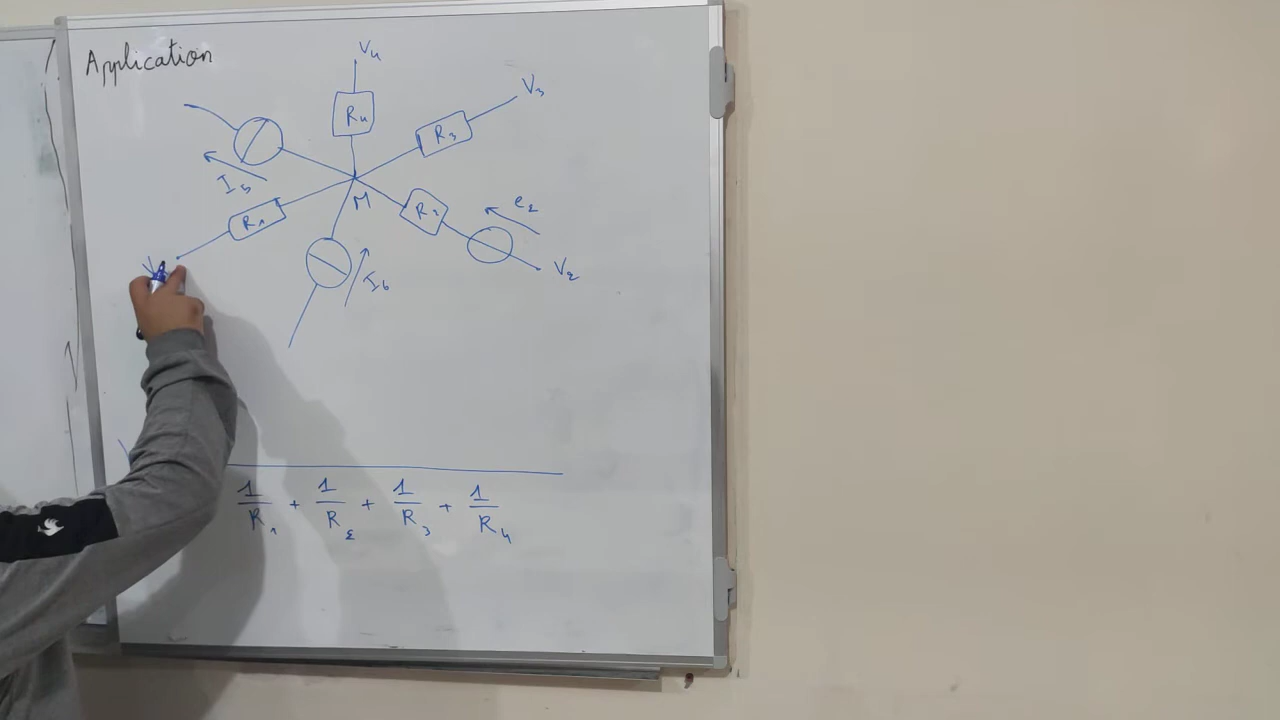 Application
V4
V3
R4
R3
I5
R1
M
R2
e2
V2
I6
1/R1 + 1/R2 + 1/R3 + 1/R4